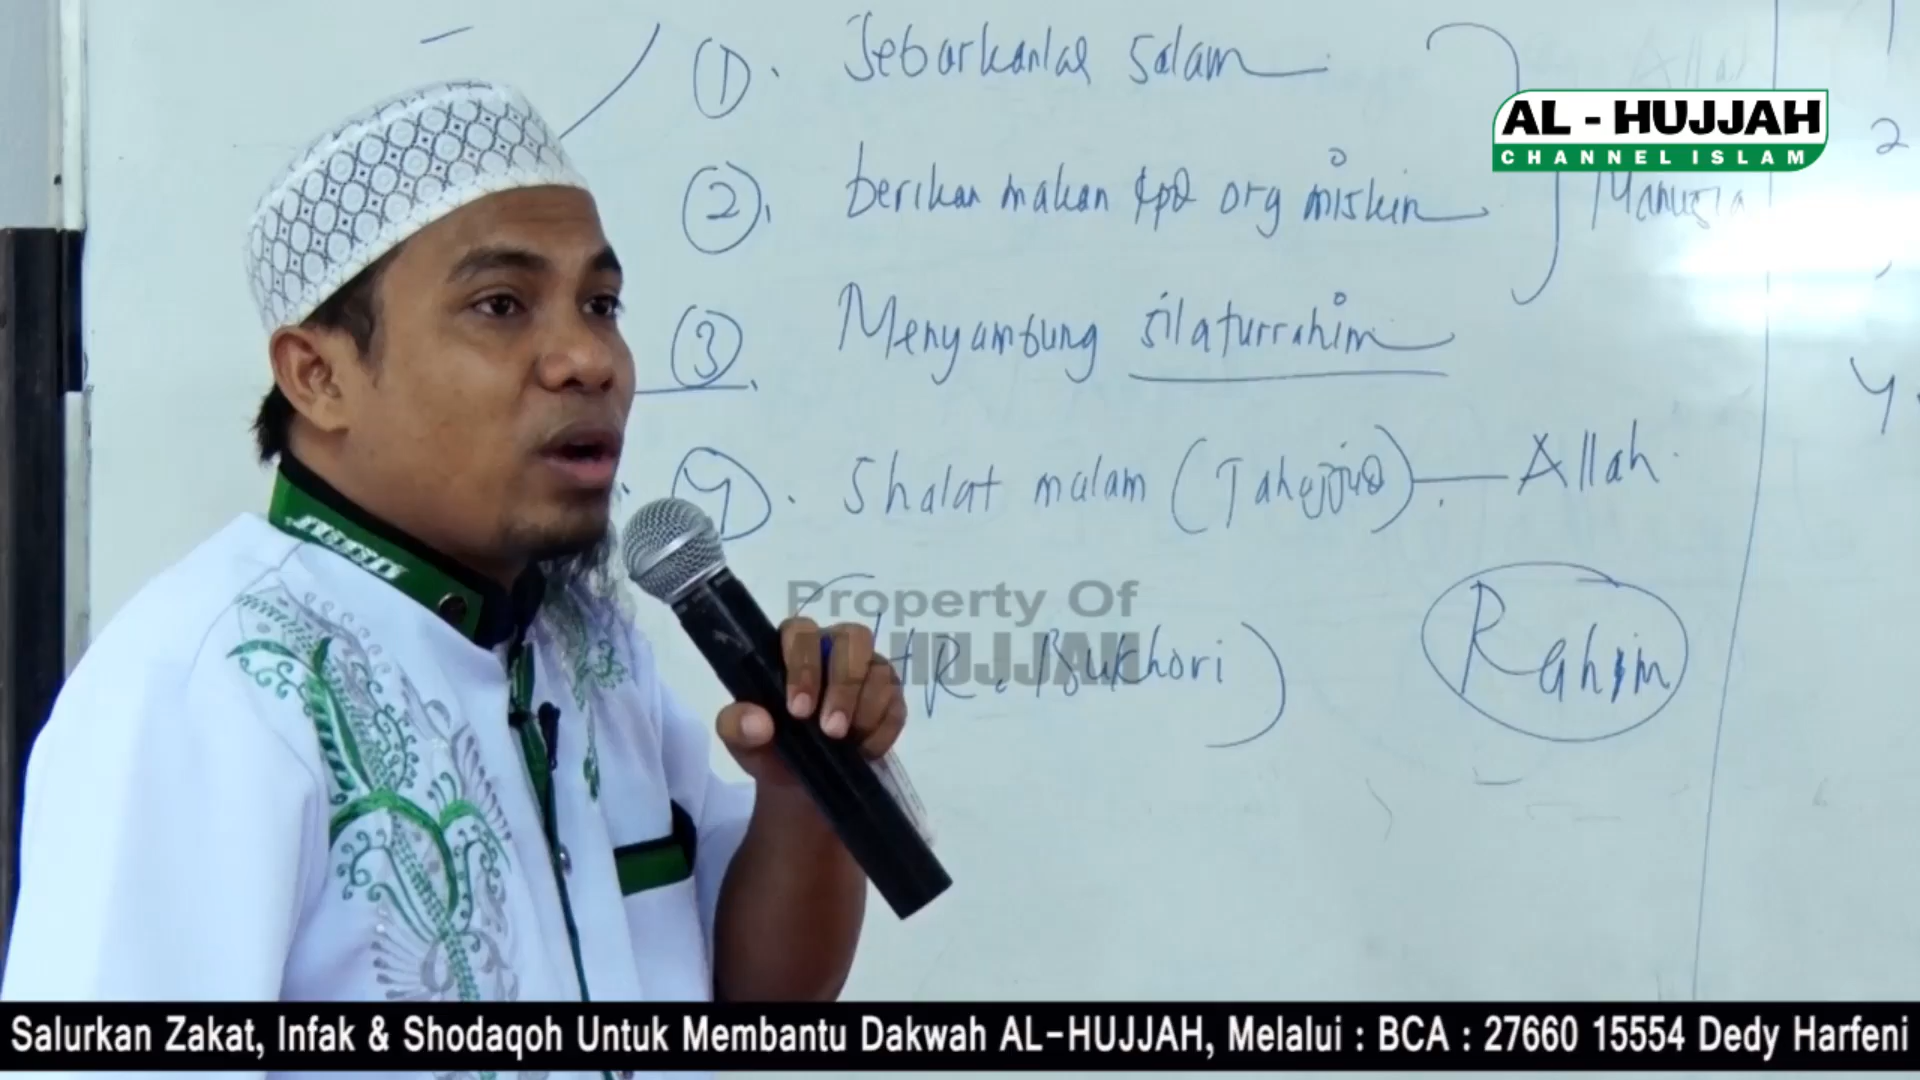 ① . Sebarkanlah salam
② . berikan makan kpd org miskin
Manusia
③ . Menyambung silaturrahim
④ . Shalat malam (Tahajjud) — Allah.
(HR. Bukhori)
Rahim
2
4.
AL - HUJJAH
CHANNEL ISLAM
Property Of
AL-HUJJAH
Salurkan Zakat, Infak & Shodaqoh Untuk Membantu Dakwah AL-HUJJAH, Melalui : BCA : 27660 15554 Dedy Harfeni